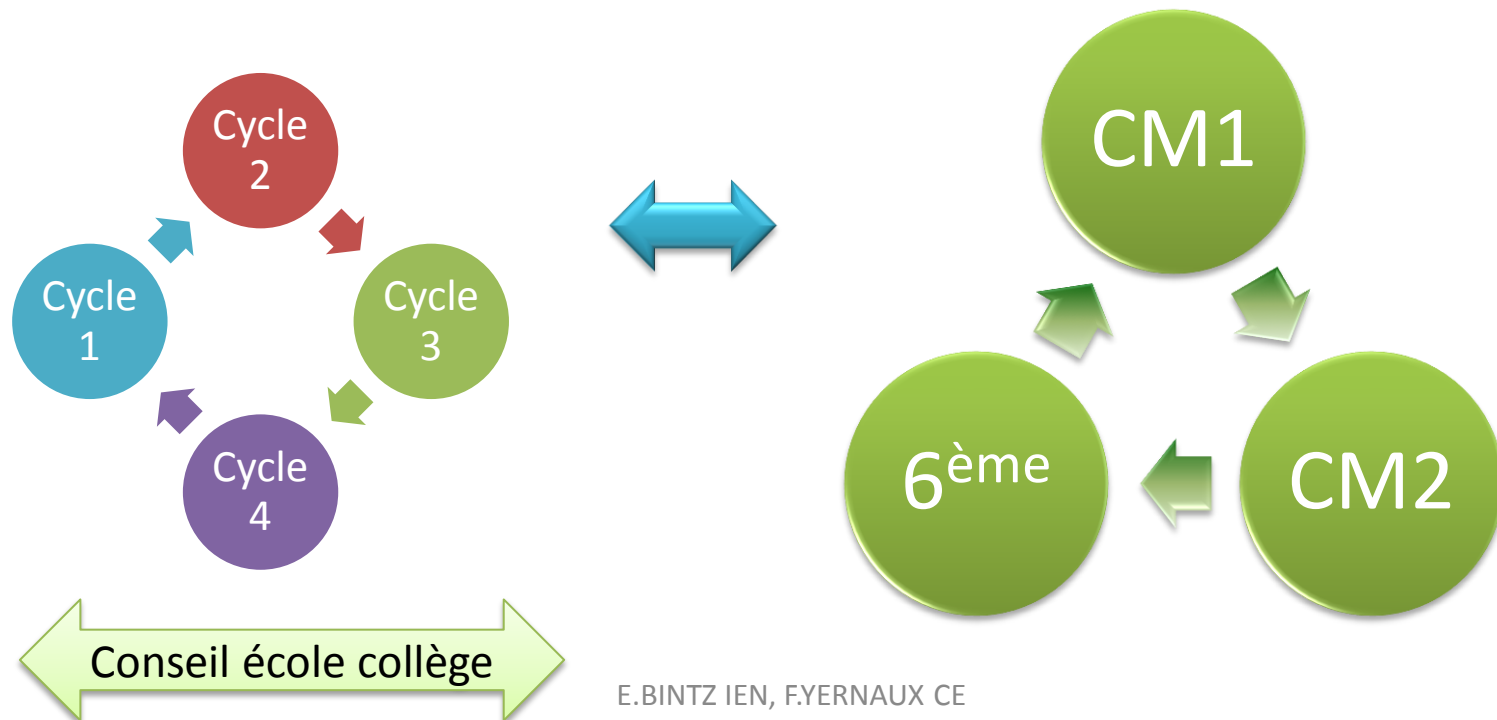 Cycle
2
Cycle
1
Cycle
3
Cycle
4
Conseil école collège
CM1
6ème
CM2
E.BINTZ IEN, F.YERNAUX CE